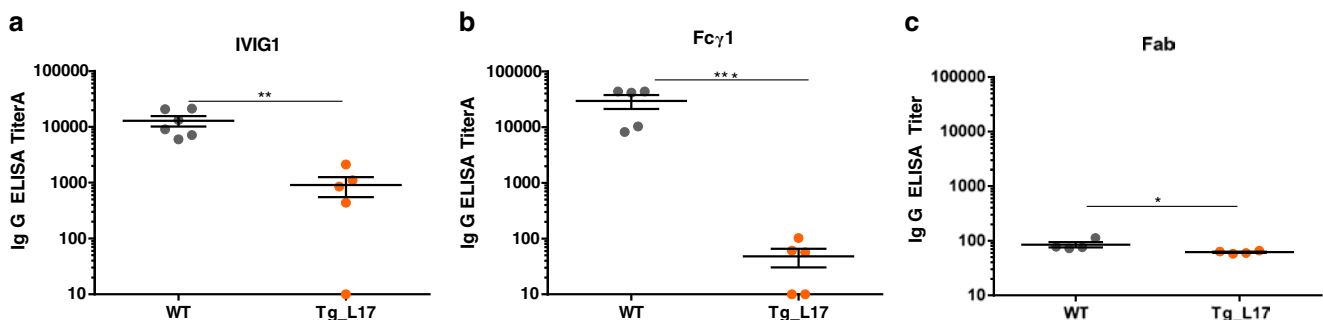 a
IVIG1
Ig G ELISA TiterA
100000
10000
1000
100
10
**
WT
Tg_L17
b
Fcγ1
Ig G ELISA TiterA
100000
10000
1000
100
10
** *
WT
Tg_L17
c
Fab
Ig G ELISA Titer
100000
10000
1000
100
10
*
WT
Tg_L17